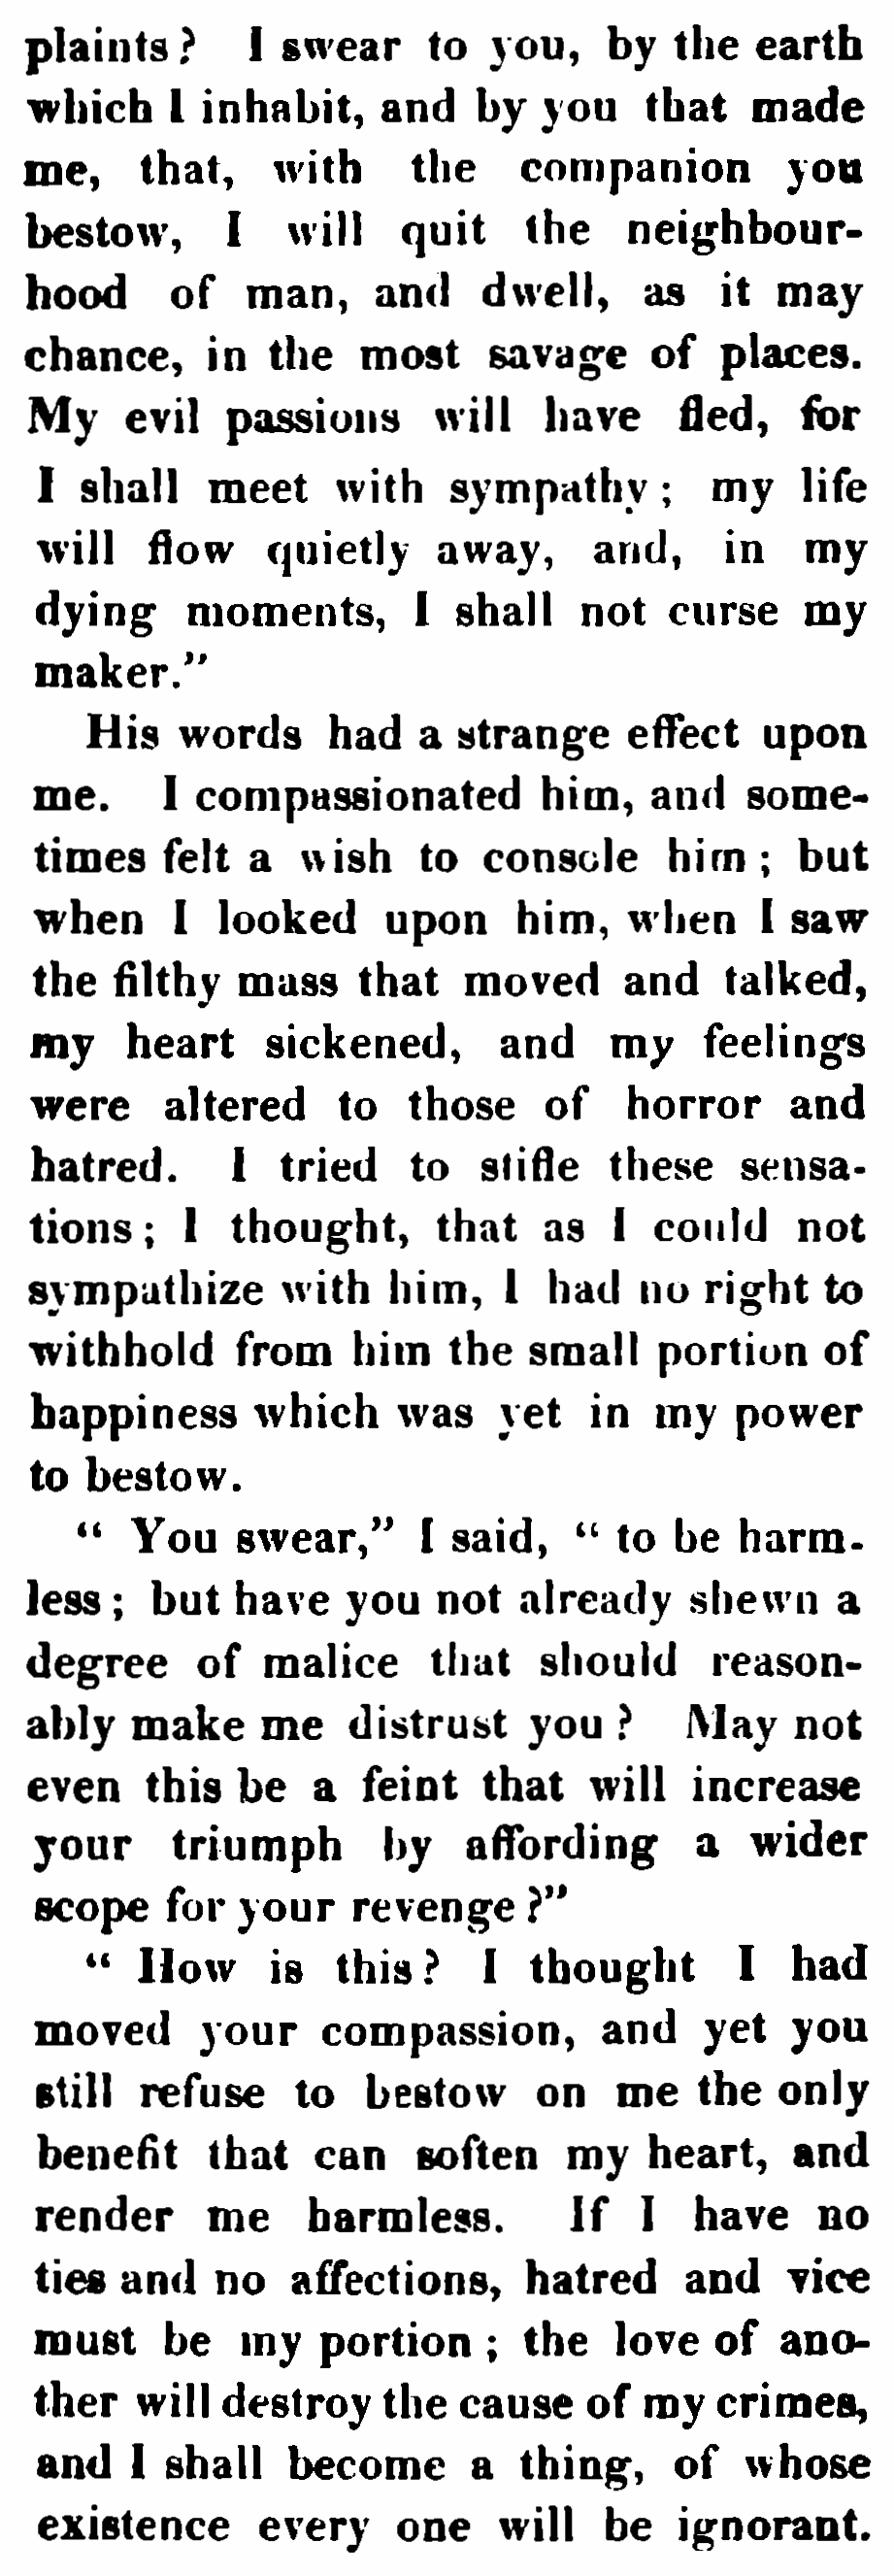 plaints? I swear to you, by the earth
which I inhabit, and by you that made
me, that, with the companion you
bestow, I will quit the neighbour-
hood of man, and dwell, as it may
chance, in the most savage of places.
My evil passions will have fled, for
I shall meet with sympathy; my life
will flow quietly away, and, in my
dying moments, I shall not curse my
maker."
His words had a strange effect upon
me. I compassionated him, and some-
times felt a wish to console him; but
when I looked upon him, when I saw
the filthy mass that moved and talked,
my heart sickened, and my feelings
were altered to those of horror and
hatred. I tried to stifle these sensa-
tions; I thought, that as I could not
sympathize with him, I had no right to
withhold from him the small portion of
happiness which was yet in my power
to bestow.
"You swear," I said, "to be harm-
less; but have you not already shewn a
degree of malice that should reason-
ably make me distrust you? May not
even this be a feint that will increase
your triumph by affording a wider
scope for your revenge?"
"How is this? I thought I had
moved your compassion, and yet you
still refuse to bestow on me the only
benefit that can soften my heart, and
render me harmless. If I have no
ties and no affections, hatred and vice
must be my portion; the love of ano-
ther will destroy the cause of my crimes,
and I shall become a thing, of whose
existence every one will be ignorant.